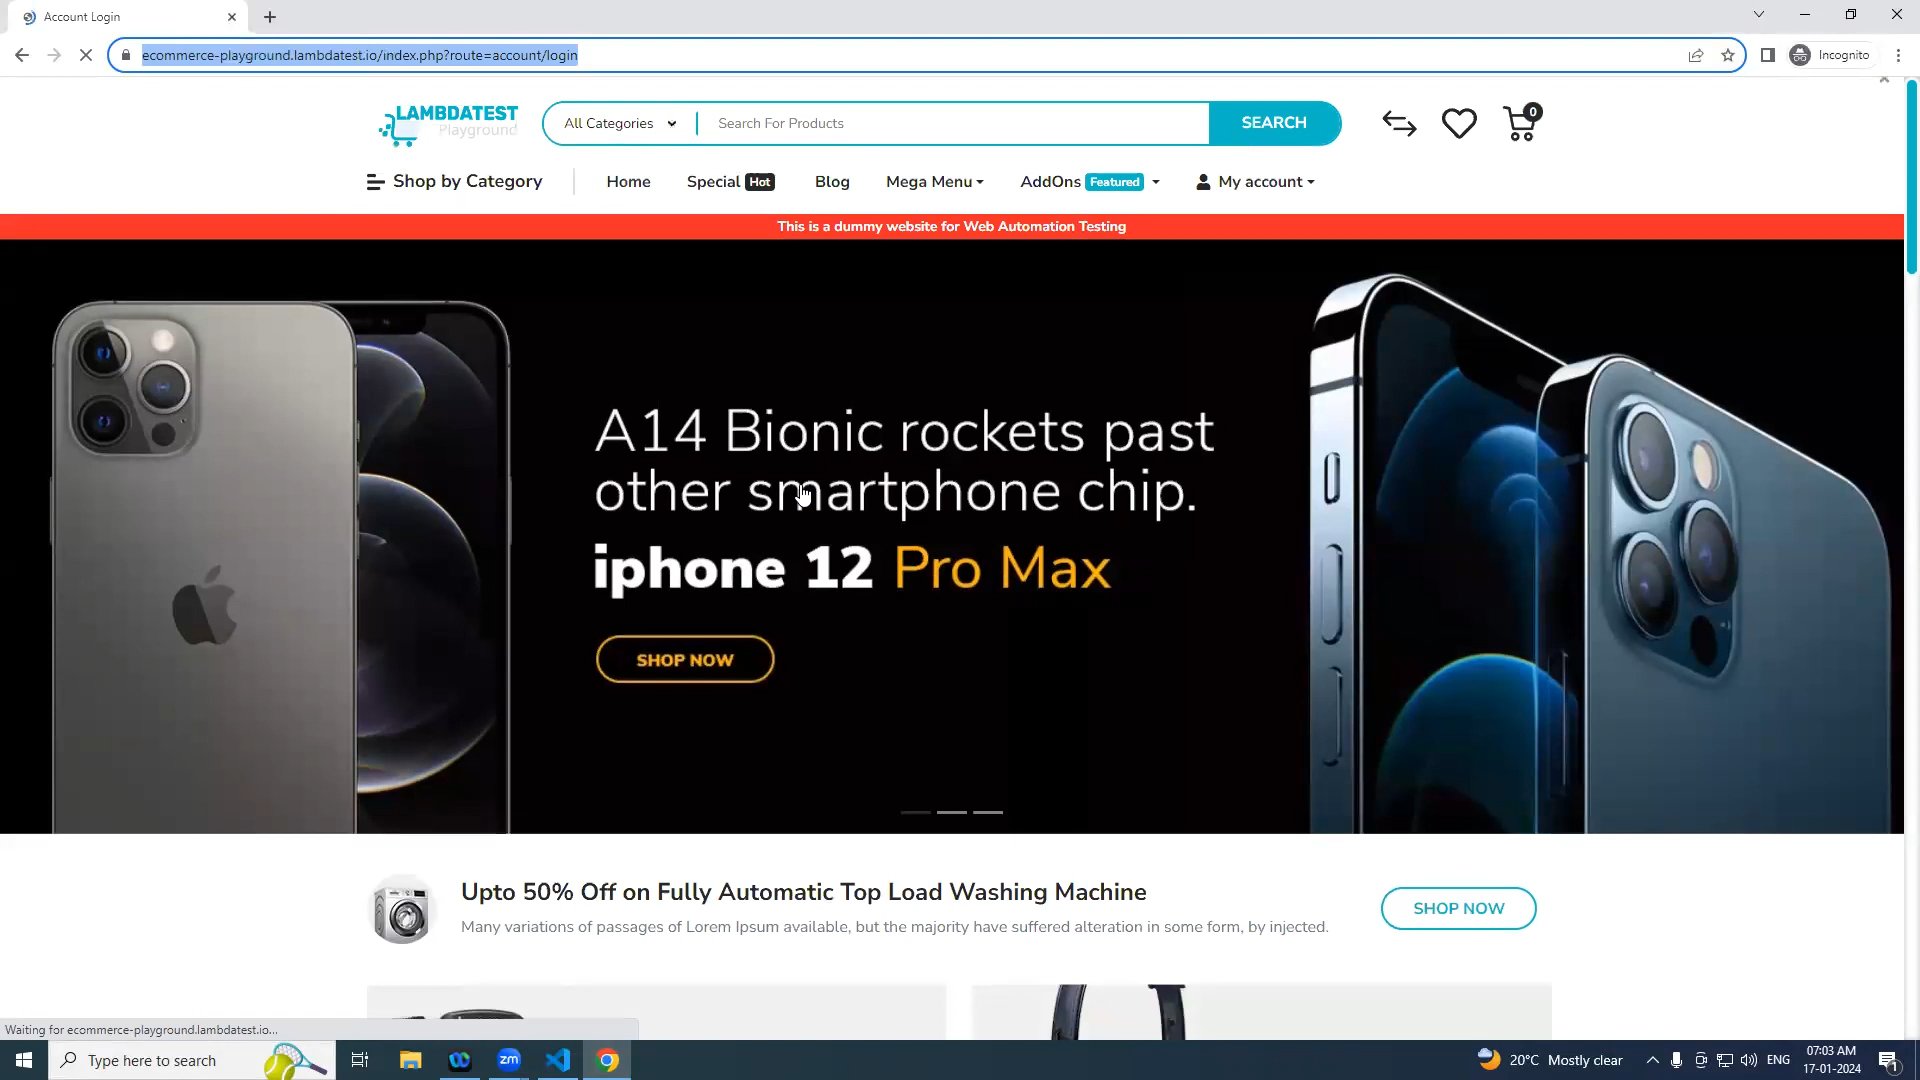 Account Login
ecommerce-playground.lambdatest.io/index.php?route=account/login
Incognito
LAMBDATEST
Playground
All Categories
Search For Products
SEARCH
0
Shop by Category
Home
Special Hot
Blog
Mega Menu
AddOns Featured
My account
This is a dummy website for Web Automation Testing
A14 Bionic rockets past
other smartphone chip.
iphone 12 Pro Max
SHOP NOW
Upto 50% Off on Fully Automatic Top Load Washing Machine
Many variations of passages of Lorem Ipsum available, but the majority have suffered alteration in some form, by injected.
SHOP NOW
Waiting for ecommerce-playground.lambdatest.io...
Type here to search
zm
20°C Mostly clear
ENG
07:03 AM
17-01-2024
1